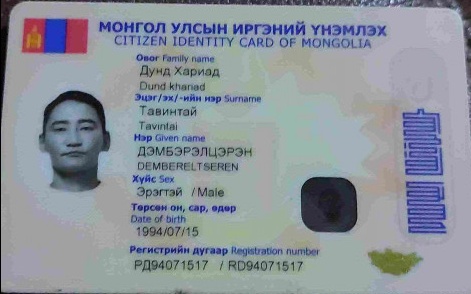 МОНГОЛ УЛСЫН ИРГЭНИЙ ҮНЭМЛЭХ
CITIZEN IDENTITY CARD OF MONGOLIA
Овог Family name
Дунд Хариад
Dund khariad
Эцэг/эх/-ийн нэр Surname
Тавинтай
Tavintai
Нэр Given name
ДЭМБЭРЭЛЦЭРЭН
DEMBERELTSEREN
Хүйс Sex
Эрэгтэй / Male
Төрсөн он, сар, өдөр
Date of birth
1994/07/15
Регистрийн дугаар Registration number
РД94071517 / RD94071517